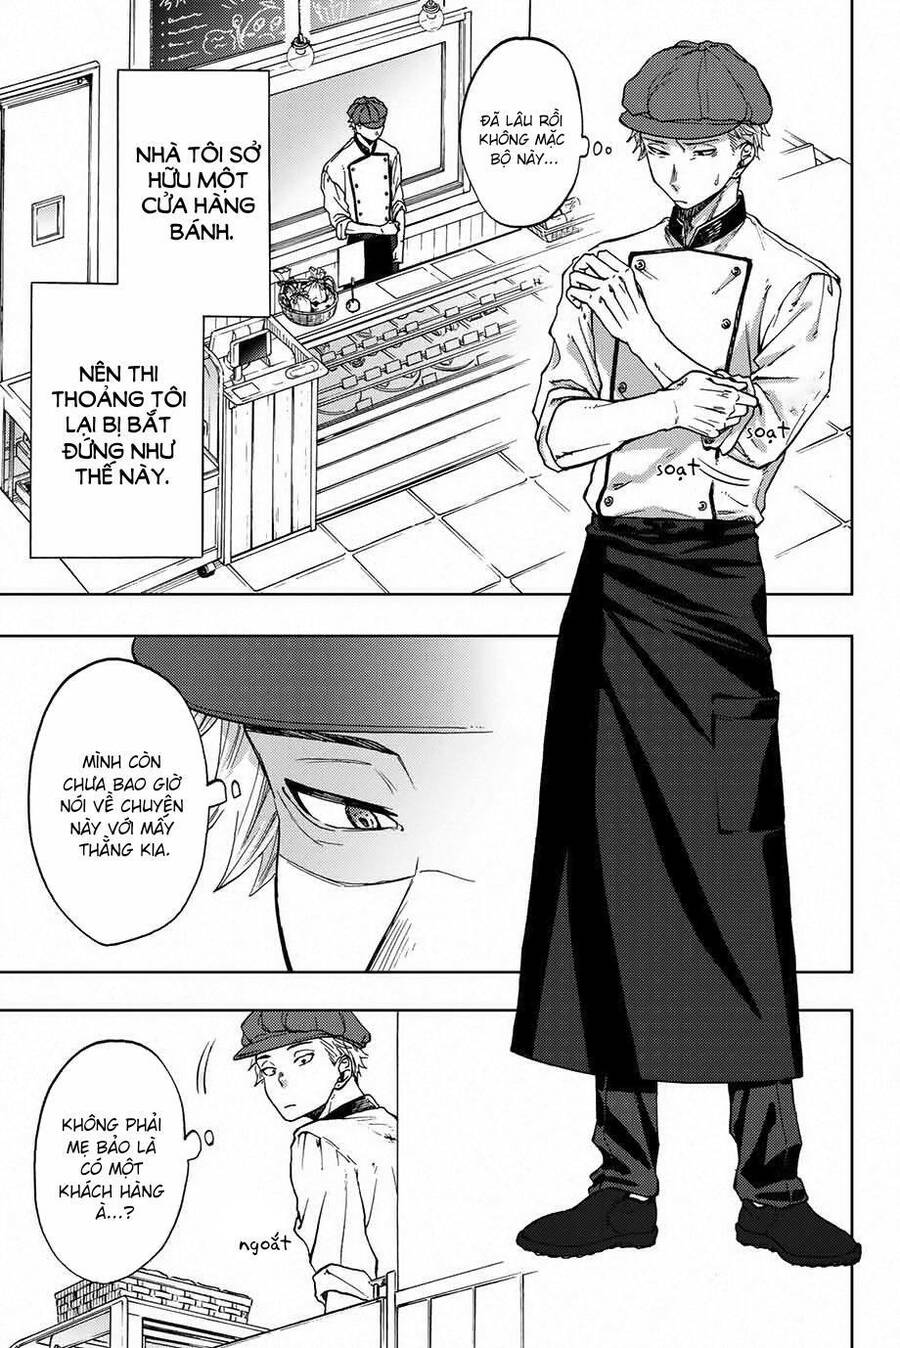 ĐÃ LÂU RỒI
KHÔNG MẶC
BỘ NÀY...
NHÀ TÔI SỞ
HỮU MỘT
CỬA HÀNG
BÁNH.
NÊN THI
THOẢNG TÔI
LẠI BỊ BẮT
ĐỨNG NHƯ
THẾ NÀY.
soạt
soạt
MÌNH CÒN
CHƯA BAO GIỜ
NÓI VỀ CHUYỆN
NÀY VỚI MẤY
THẰNG KIA.
KHÔNG PHẢI
MẸ BẢO LÀ
CÓ MỘT
KHÁCH HÀNG
À...?
ngoắt